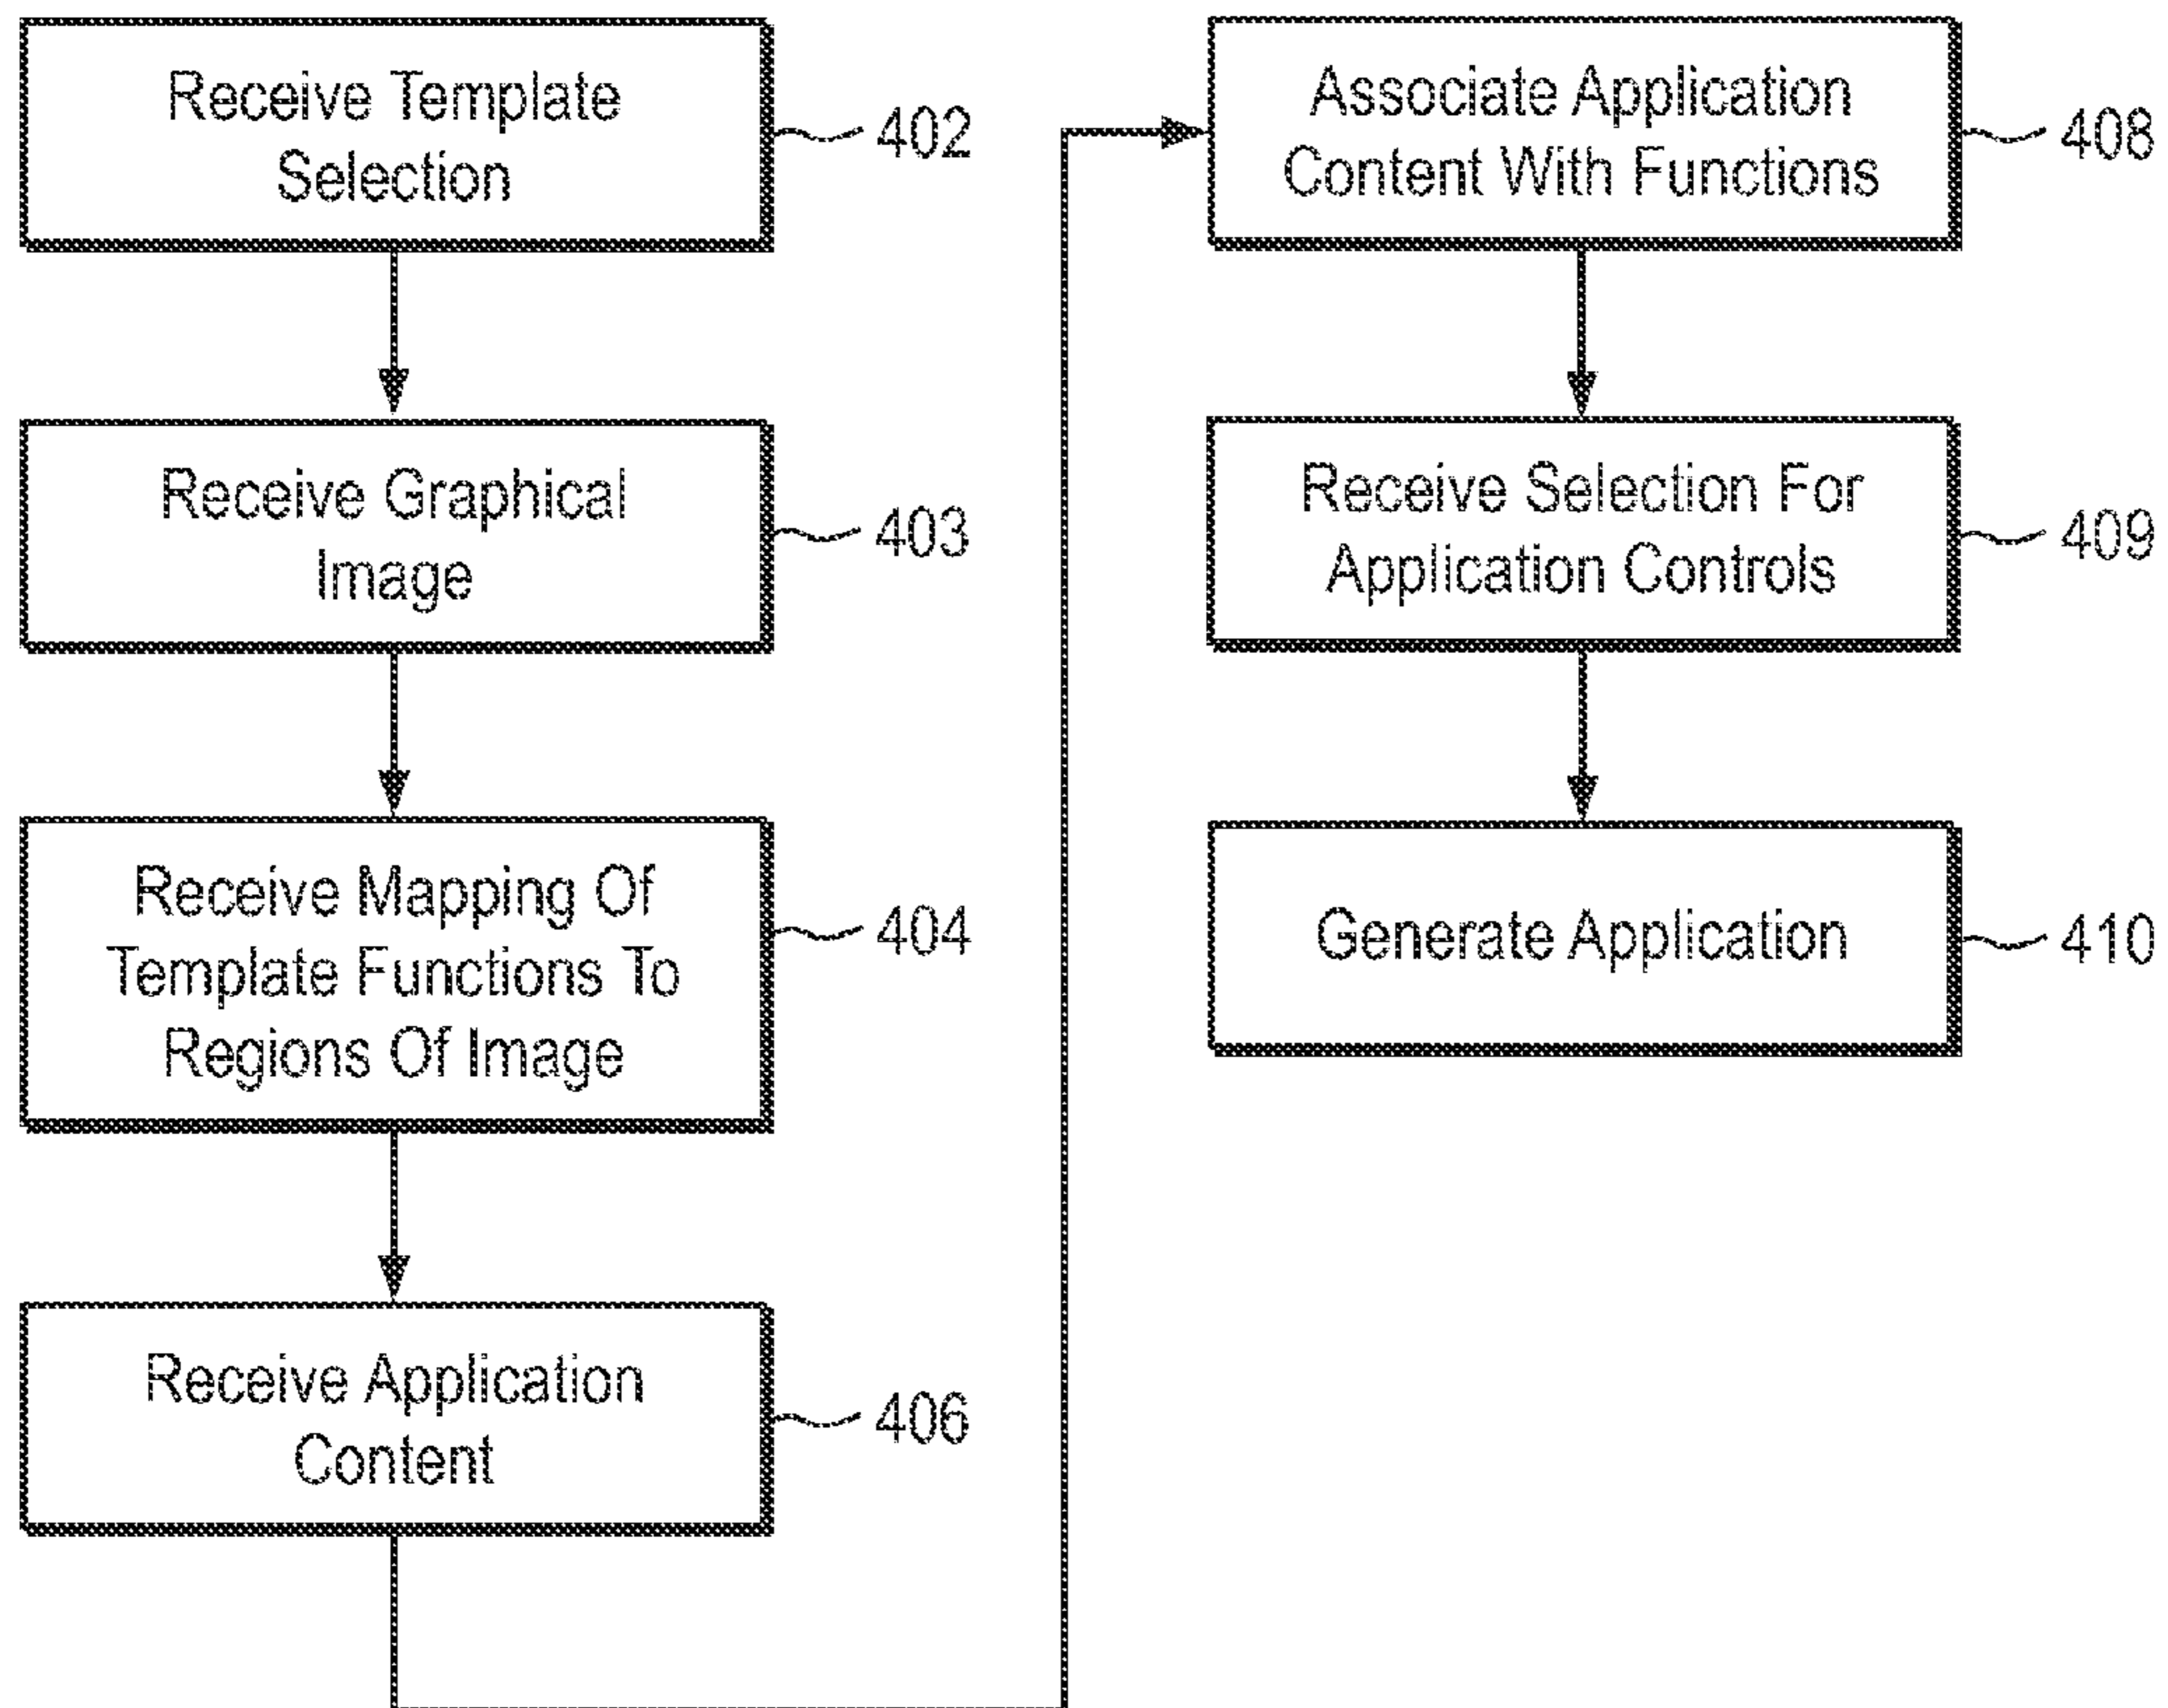 Receive Template
Selection
402
Receive Graphical
Image
403
Receive Mapping Of
Template Functions To
Regions Of Image
404
Receive Application
Content
406
Associate Application
Content With Functions
408
Receive Selection For
Application Controls
409
Generate Application
410